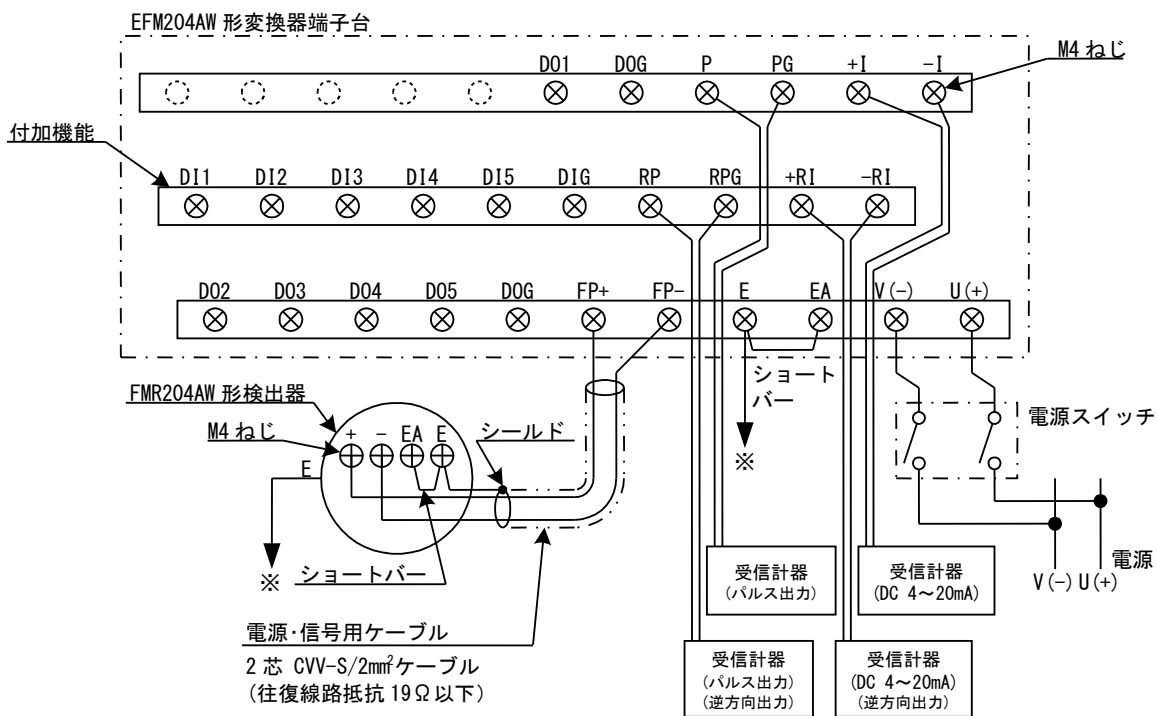 EFM204AW 形変換器端子台
M4 ねじ
DO1 DOG P PG +I -I
付加機能
DI1 DI2 DI3 DI4 DI5 DIG RP RPG +RI -RI
DO2 DO3 DO4 DO5 DOG FP+ FP- E EA V(-) U(+)
ショート
バー
FMR204AW 形検出器
M4 ねじ
+ - EA E
シールド
電源スイッチ
E
※
※
ショートバー
受信計器
(パルス出力)
受信計器
(DC 4～20mA)
電源
V(-) U(+)
電源・信号用ケーブル
2 芯 CVV-S/2mm²ケーブル
(往復線路抵抗 19Ω以下)
受信計器
(パルス出力)
(逆方向出力)
受信計器
(DC 4～20mA)
(逆方向出力)